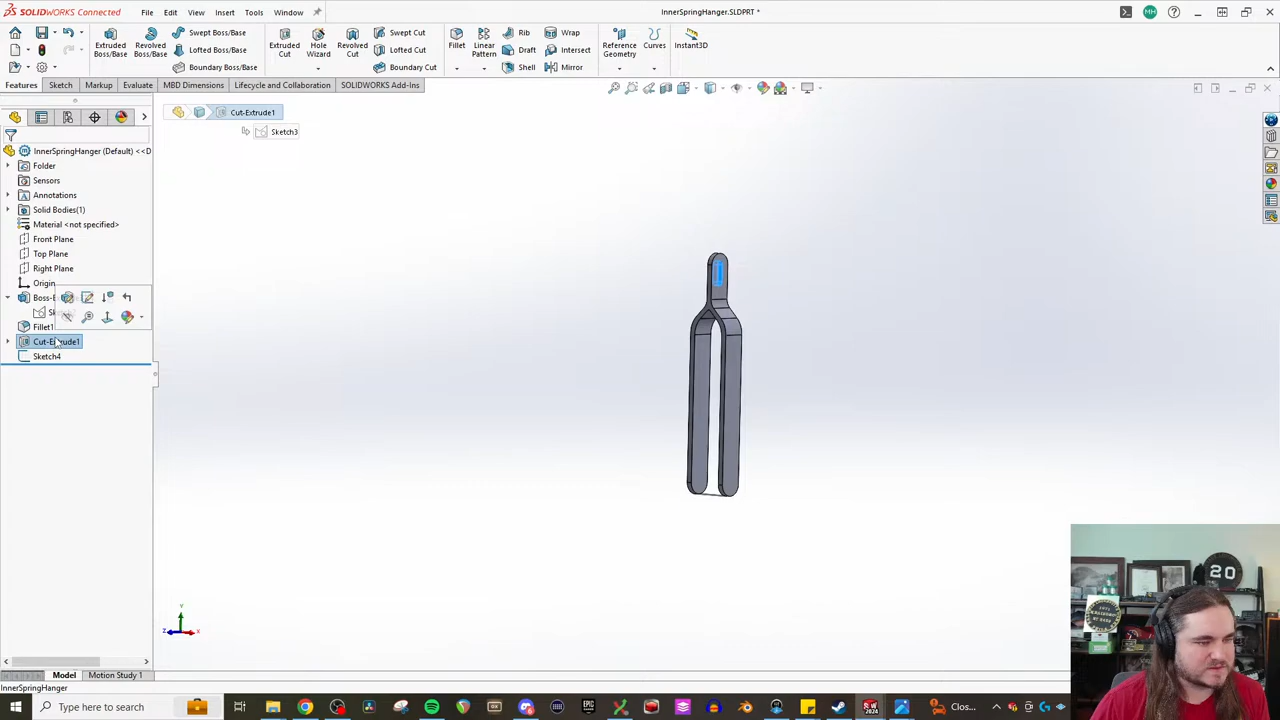 SOLIDWORKS Connected
File
Edit
View
Insert
Tools
Window
InnerSpringHanger.SLDPRT *
MH
Extruded Boss/Base
Revolved Boss/Base
Swept Boss/Base
Lofted Boss/Base
Boundary Boss/Base
Extruded Cut
Hole Wizard
Revolved Cut
Swept Cut
Lofted Cut
Boundary Cut
Fillet
Linear Pattern
Rib
Draft
Shell
Wrap
Intersect
Mirror
Reference Geometry
Curves
Instant3D
Features
Sketch
Markup
Evaluate
MBD Dimensions
Lifecycle and Collaboration
SOLIDWORKS Add-Ins
Cut-Extrude1
Sketch3
InnerSpringHanger (Default) <<D
Folder
Sensors
Annotations
Solid Bodies(1)
Material <not specified>
Front Plane
Top Plane
Right Plane
Origin
Fillet1
Cut-Extrude1
Sketch4
Y
Z
X
20
Model
Motion Study 1
InnerSpringHanger
Type here to search
Clos...